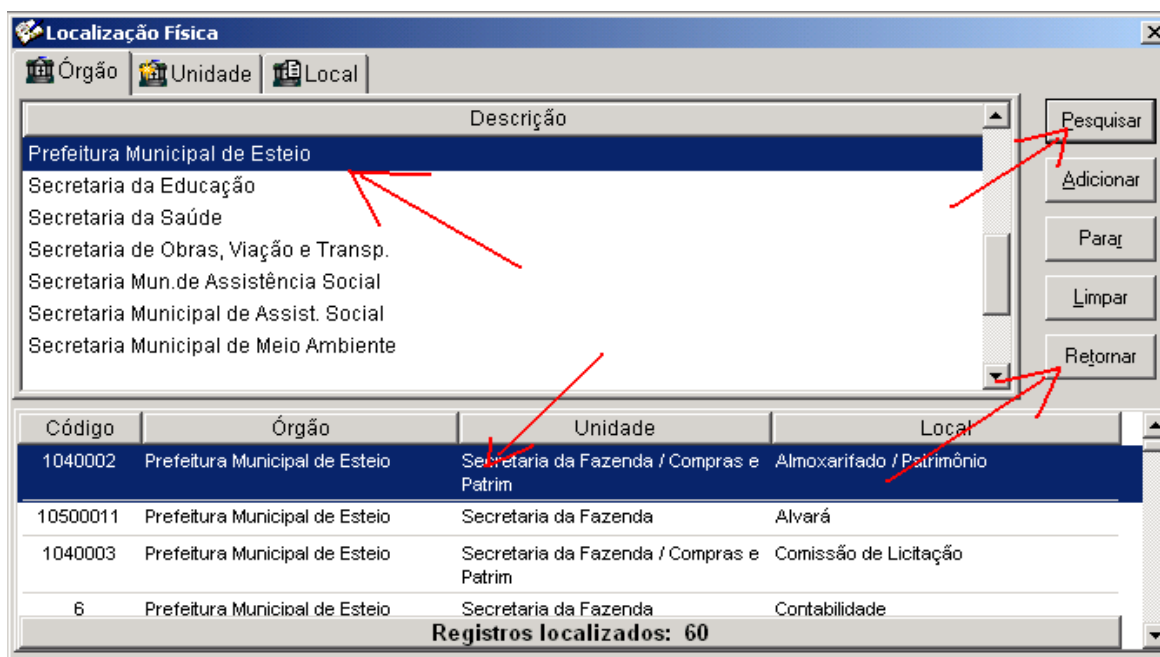 Localização Física
Órgão Unidade Local
Descrição
Prefeitura Municipal de Esteio
Secretaria da Educação
Secretaria da Saúde
Secretaria de Obras, Viação e Transp.
Secretaria Mun.de Assistência Social
Secretaria Municipal de Assist. Social
Secretaria Municipal de Meio Ambiente
Pesquisar
Adicionar
Parar
Limpar
Retornar
Código Órgão Unidade Local
1040002 Prefeitura Municipal de Esteio Secretaria da Fazenda / Compras e Almoxarifado / Patrimônio
Patrim
10500011 Prefeitura Municipal de Esteio Secretaria da Fazenda Alvará
1040003 Prefeitura Municipal de Esteio Secretaria da Fazenda / Compras e Comissão de Licitação
Patrim
6 Prefeitura Municipal de Esteio Secretaria da Fazenda Contabilidade
Registros localizados: 60